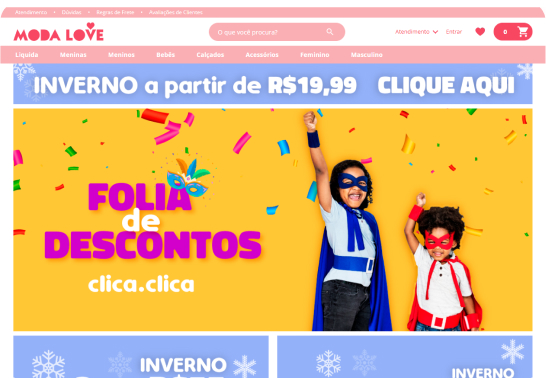 Atendimento • Dúvidas • Regras de Frete • Avaliações de Clientes
MODA LOVE
O que você procura?
Atendimento
Entrar
0
Liquida Meninas Meninos Bebês Calçados Acessórios Feminino Masculino
INVERNO a partir de R$19,99 CLIQUE AQUI
FOLIA
de
DESCONTOS
clica.clica
INVERNO
INVERNO